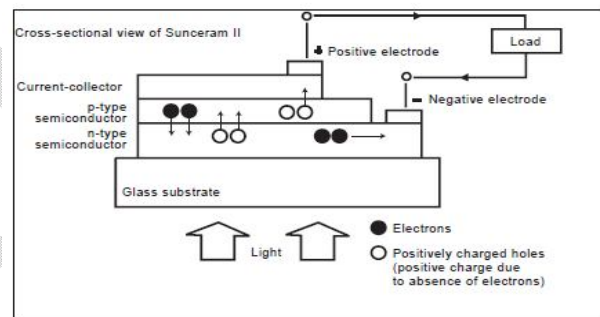 Cross-sectional view of Sunceram II
Positive electrode
Load
Current-collector
Negative electrode
p-type
semiconductor
n-type
semiconductor
Glass substrate
Light
Electrons
Positively charged holes
(positive charge due
to absence of electrons)